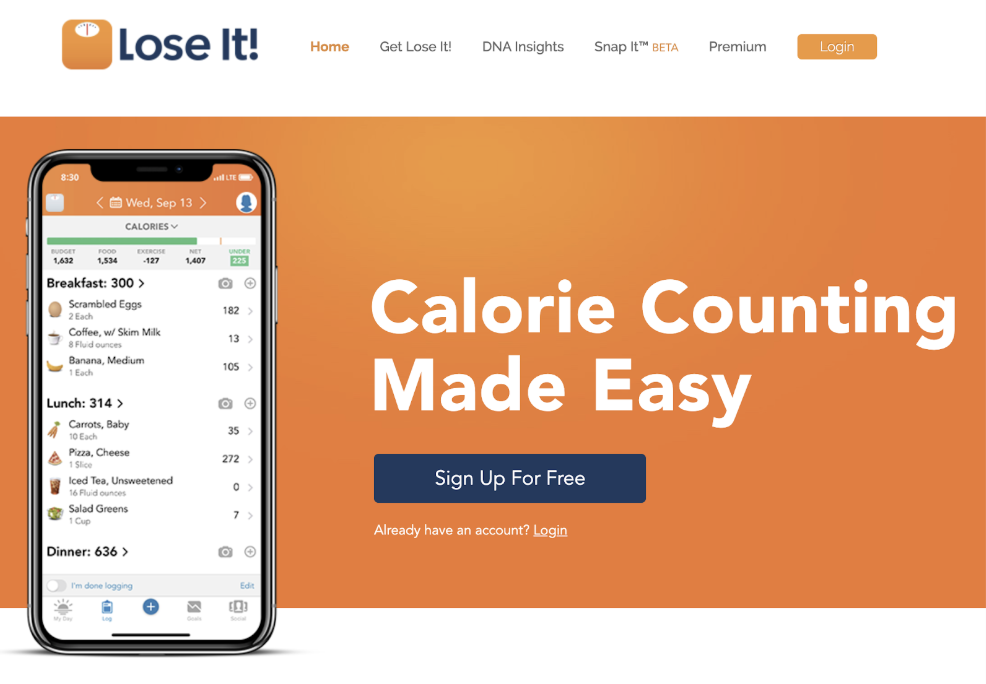 Lose It!
Home Get Lose It! DNA Insights Snap It™ BETA Premium Login
8:30 LTE
Wed, Sep 13
CALORIES
BUDGET FOOD EXERCISE NET UNDER
1,632 1,534 -127 1,407 225
Breakfast: 300
Scrambled Eggs 182
2 Each
Coffee, w/ Skim Milk 13
8 Fluid ounces
Banana, Medium 105
1 Each
Lunch: 314
Carrots, Baby 35
10 Each
Pizza, Cheese 272
1 Slice
Iced Tea, Unsweetened 0
16 Fluid ounces
Salad Greens 7
1 Cup
Dinner: 636
I'm done logging Edit
My Day Log Goals Social
Calorie Counting
Made Easy
Sign Up For Free
Already have an account? Login